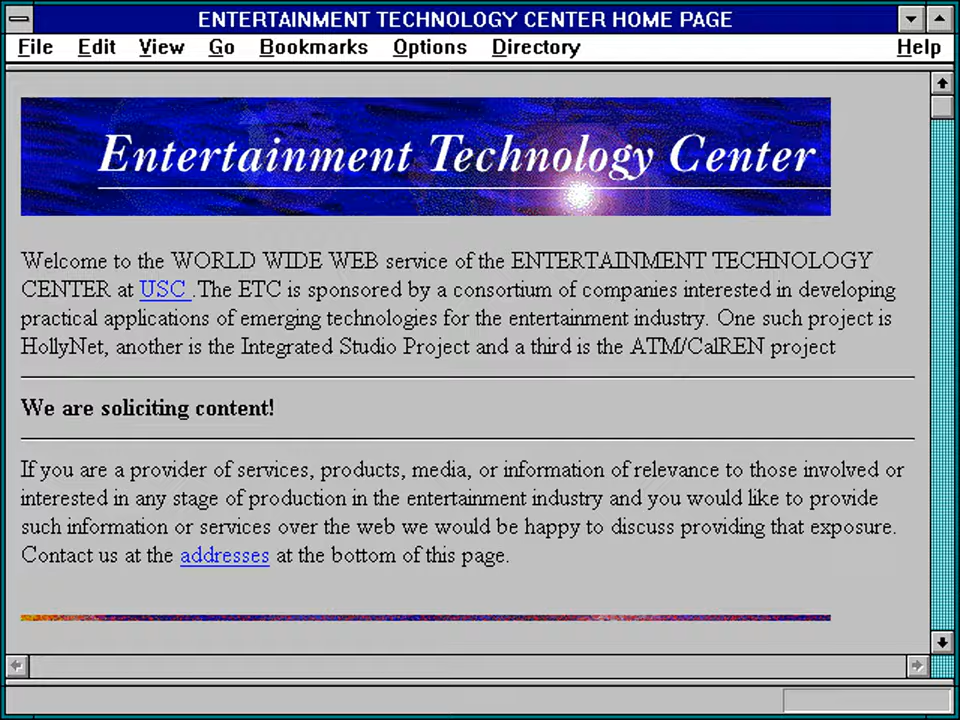 ENTERTAINMENT TECHNOLOGY CENTER HOME PAGE
File Edit View Go Bookmarks Options Directory Help
Entertainment Technology Center
Welcome to the WORLD WIDE WEB service of the ENTERTAINMENT TECHNOLOGY
CENTER at USC .The ETC is sponsored by a consortium of companies interested in developing
practical applications of emerging technologies for the entertainment industry. One such project is
HollyNet, another is the Integrated Studio Project and a third is the ATM/CalREN project
We are soliciting content!
If you are a provider of services, products, media, or information of relevance to those involved or
interested in any stage of production in the entertainment industry and you would like to provide
such information or services over the web we would be happy to discuss providing that exposure.
Contact us at the addresses at the bottom of this page.